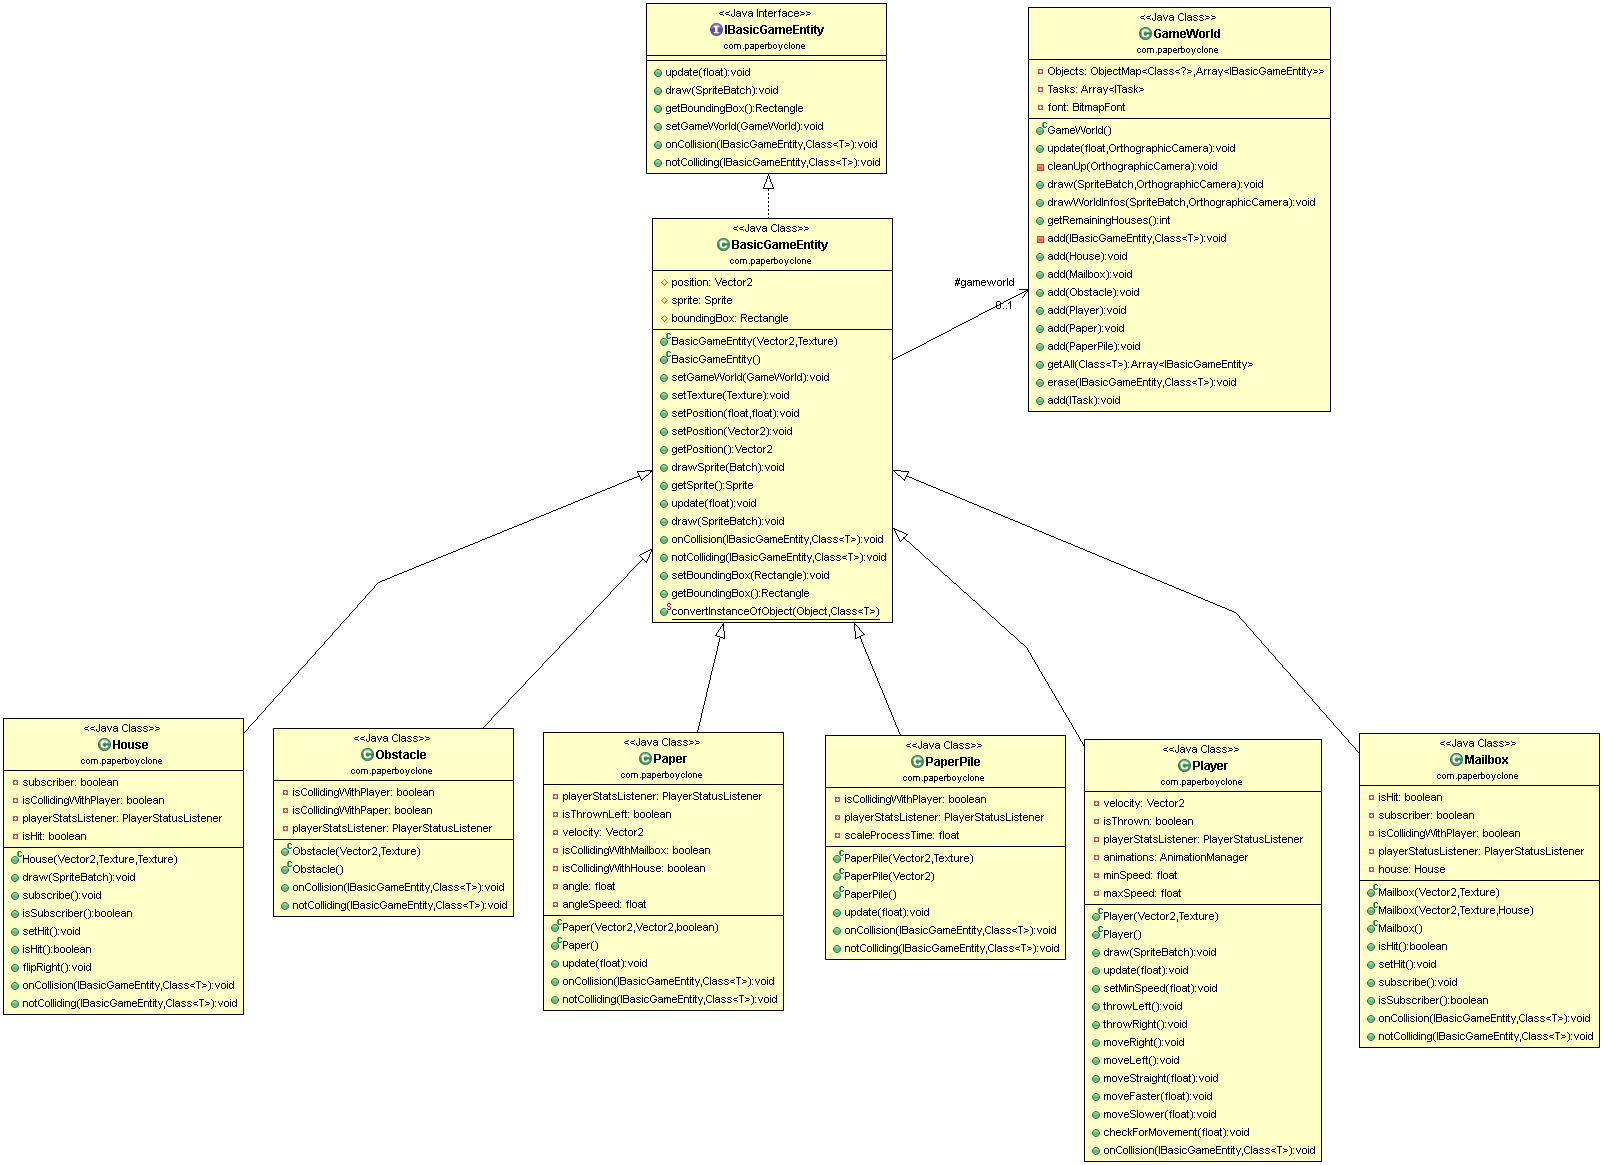 <<Java Interface>>
IBasicGameEntity
com.paperboyclone
update(float):void
draw(SpriteBatch):void
getBoundingBox():Rectangle
setGameWorld(GameWorld):void
onCollision(IBasicGameEntity,Class<T>):void
notColliding(IBasicGameEntity,Class<T>):void
<<Java Class>>
GameWorld
com.paperboyclone
Objects: ObjectMap<Class<?>,Array<IBasicGameEntity>>
Tasks: Array<ITask>
font: BitmapFont
GameWorld()
update(float,OrthographicCamera):void
cleanUp(OrthographicCamera):void
draw(SpriteBatch,OrthographicCamera):void
drawWorldInfos(SpriteBatch,OrthographicCamera):void
getRemainingHouses():int
add(IBasicGameEntity,Class<T>):void
add(House):void
add(Mailbox):void
add(Obstacle):void
add(Player):void
add(Paper):void
add(PaperPile):void
getAll(Class<T>):Array<IBasicGameEntity>
erase(IBasicGameEntity,Class<T>):void
add(ITask):void
<<Java Class>>
BasicGameEntity
com.paperboyclone
position: Vector2
sprite: Sprite
boundingBox: Rectangle
BasicGameEntity(Vector2,Texture)
BasicGameEntity()
setGameWorld(GameWorld):void
setTexture(Texture):void
setPosition(float,float):void
setPosition(Vector2):void
getPosition():Vector2
drawSprite(Batch):void
getSprite():Sprite
update(float):void
draw(SpriteBatch):void
onCollision(IBasicGameEntity,Class<T>):void
notColliding(IBasicGameEntity,Class<T>):void
setBoundingBox(Rectangle):void
getBoundingBox():Rectangle
convertInstanceOfObject(Object,Class<T>)
#gameworld
0..1
<<Java Class>>
House
com.paperboyclone
subscriber: boolean
isCollidingWithPlayer: boolean
playerStatsListener: PlayerStatusListener
isHit: boolean
House(Vector2,Texture,Texture)
draw(SpriteBatch):void
subscribe():void
isSubscriber():boolean
setHit():void
isHit():boolean
flipRight():void
onCollision(IBasicGameEntity,Class<T>):void
notColliding(IBasicGameEntity,Class<T>):void
<<Java Class>>
Obstacle
com.paperboyclone
isCollidingWithPlayer: boolean
isCollidingWithPaper: boolean
playerStatsListener: PlayerStatusListener
Obstacle(Vector2,Texture)
Obstacle()
onCollision(IBasicGameEntity,Class<T>):void
notColliding(IBasicGameEntity,Class<T>):void
<<Java Class>>
Paper
com.paperboyclone
playerStatsListener: PlayerStatusListener
isThrownLeft: boolean
velocity: Vector2
isCollidingWithMailbox: boolean
isCollidingWithHouse: boolean
angle: float
angleSpeed: float
Paper(Vector2,Vector2,boolean)
Paper()
update(float):void
onCollision(IBasicGameEntity,Class<T>):void
notColliding(IBasicGameEntity,Class<T>):void
<<Java Class>>
PaperPile
com.paperboyclone
isCollidingWithPlayer: boolean
playerStatsListener: PlayerStatusListener
scaleProcessTime: float
PaperPile(Vector2,Texture)
PaperPile(Vector2)
PaperPile()
update(float):void
onCollision(IBasicGameEntity,Class<T>):void
notColliding(IBasicGameEntity,Class<T>):void
<<Java Class>>
Player
com.paperboyclone
velocity: Vector2
isThrown: boolean
playerStatsListener: PlayerStatusListener
animations: AnimationManager
minSpeed: float
maxSpeed: float
Player(Vector2,Texture)
Player()
draw(SpriteBatch):void
update(float):void
setMinSpeed(float):void
throwLeft():void
throwRight():void
moveRight():void
moveLeft():void
moveStraight(float):void
moveFaster(float):void
moveSlower(float):void
checkForMovement(float):void
onCollision(IBasicGameEntity,Class<T>):void
<<Java Class>>
Mailbox
com.paperboyclone
isHit: boolean
subscriber: boolean
isCollidingWithPlayer: boolean
playerStatusListener: PlayerStatusListener
house: House
Mailbox(Vector2,Texture)
Mailbox(Vector2,Texture,House)
Mailbox()
isHit():boolean
setHit():void
subscribe():void
isSubscriber():boolean
onCollision(IBasicGameEntity,Class<T>):void
notColliding(IBasicGameEntity,Class<T>):void